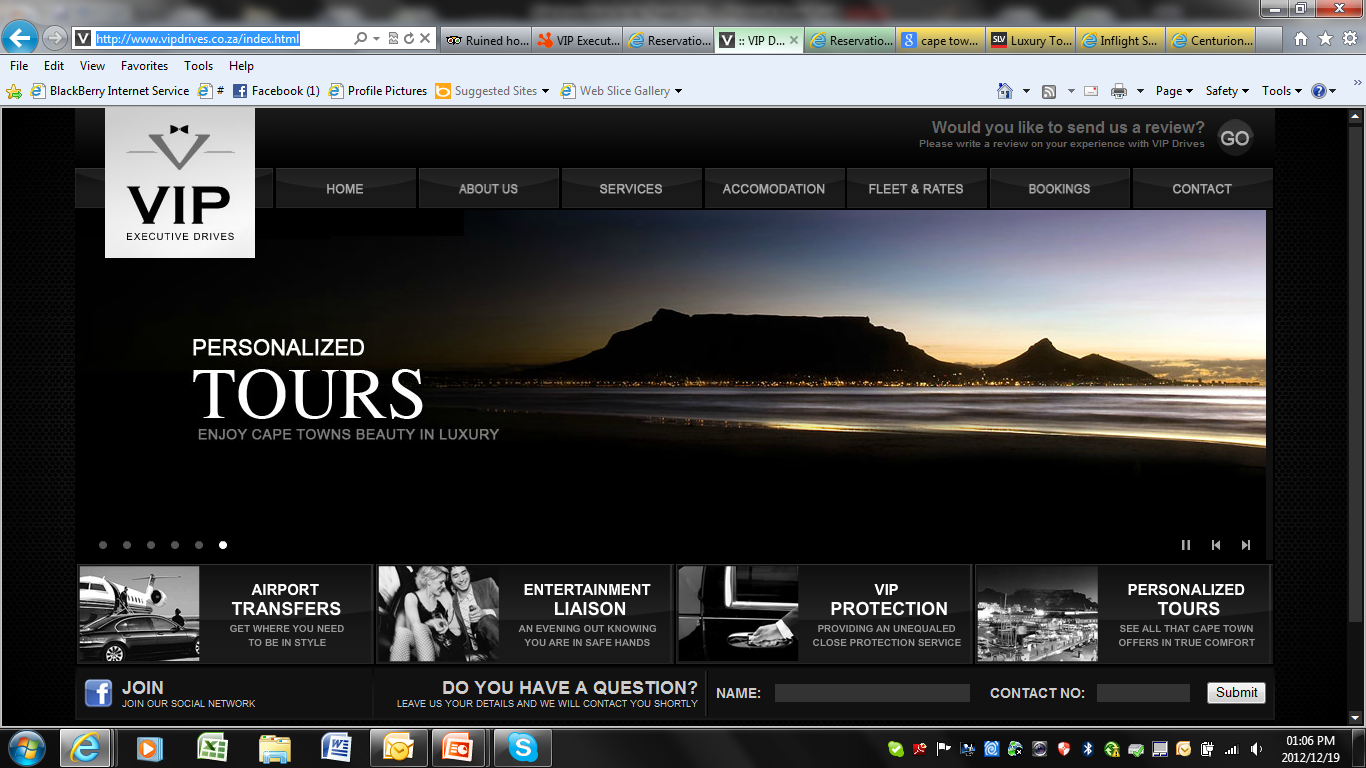 http://www.vipdrives.co.za/index.html
Ruined ho...
VIP Execut...
Reservatio...
:: VIP D...
Reservatio...
cape tow...
SLV Luxury To...
Inflight S...
Centurion...
File Edit View Favorites Tools Help
BlackBerry Internet Service # Facebook (1) Profile Pictures Suggested Sites Web Slice Gallery
Page Safety Tools
VIP
EXECUTIVE DRIVES
Would you like to send us a review?
Please write a review on your experience with VIP Drives
GO
HOME ABOUT US SERVICES ACCOMODATION FLEET & RATES BOOKINGS CONTACT
PERSONALIZED
TOURS
ENJOY CAPE TOWNS BEAUTY IN LUXURY
AIRPORT
TRANSFERS
GET WHERE YOU NEED
TO BE IN STYLE
ENTERTAINMENT
LIAISON
AN EVENING OUT KNOWING
YOU ARE IN SAFE HANDS
VIP
PROTECTION
PROVIDING AN UNEQUALED
CLOSE PROTECTION SERVICE
PERSONALIZED
TOURS
SEE ALL THAT CAPE TOWN
OFFERS IN TRUE COMFORT
JOIN
JOIN OUR SOCIAL NETWORK
DO YOU HAVE A QUESTION?
LEAVE US YOUR DETAILS AND WE WILL CONTACT YOU SHORTLY
NAME:
CONTACT NO:
Submit
01:06 PM
2012/12/19